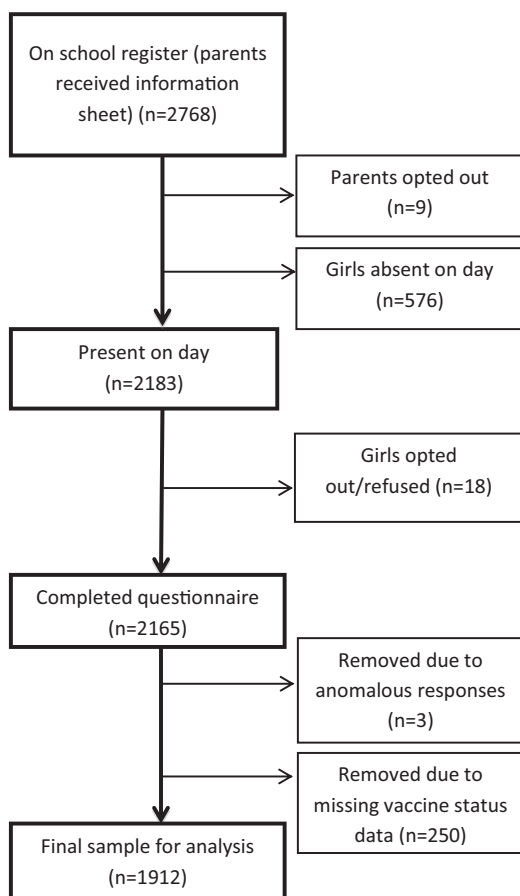 On school register (parents
received information
sheet) (n=2768)
Parents opted out
(n=9)
Girls absent on day
(n=576)
Present on day
(n=2183)
Girls opted
out/refused (n=18)
Completed questionnaire
(n=2165)
Removed due to
anomalous responses
(n=3)
Removed due to
missing vaccine status
data (n=250)
Final sample for analysis
(n=1912)